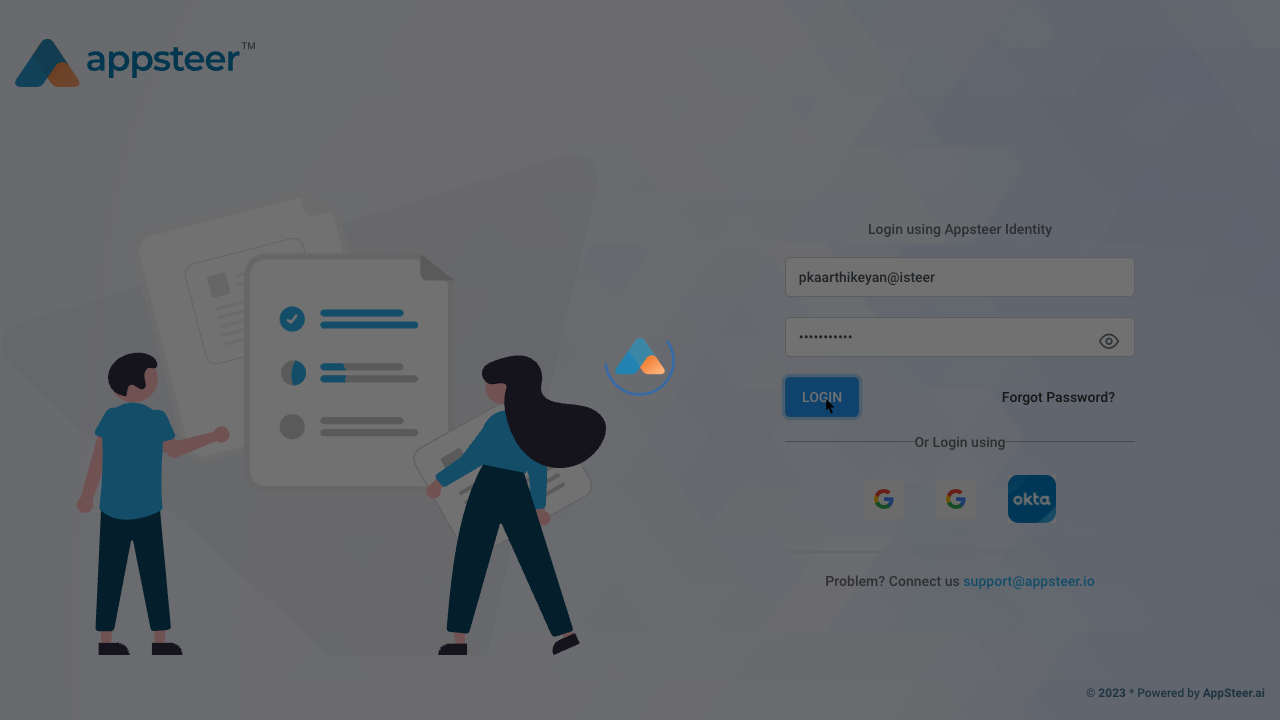 appsteer™
Login using Appsteer Identity
pkaarthikeyan@isteer
•••••••••••
LOGIN
Forgot Password?
Or Login using
okta
Problem? Connect us support@appsteer.io
© 2023 * Powered by AppSteer.ai